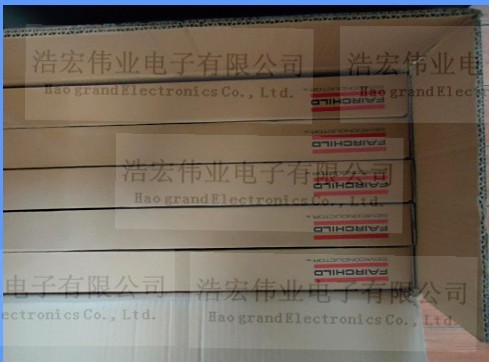 浩宏伟业电子有限公司
Hao grand Electronics Co., Ltd.
浩宏伟业电
Hao grand Electr
FAIRCHILD
SEMICONDUCTOR
FAIRCHILD
SEMICONDUCTOR
浩宏伟业电子有限公司
Hao grand Electronics Co., Ltd.
FAIRCHILD
FAIRCHILD
SEMICONDUCTOR
FAIRCHILD
SEMICONDUCTOR
电子有限公司
ectronics Co., Ltd.
浩宏伟业电子有限公司
Hao grand Electronics Co., Ltd.